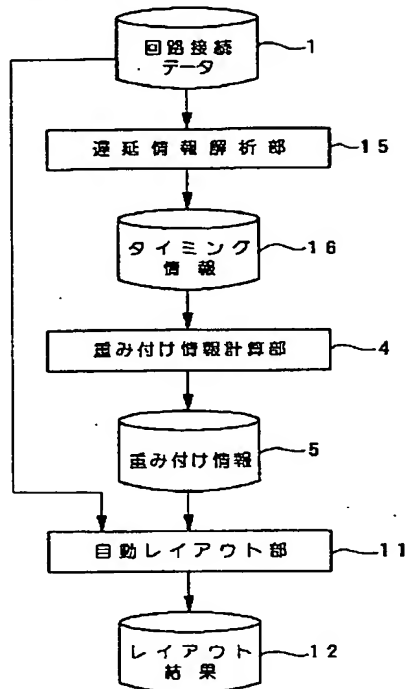 回路接続
データ
1
遅延情報解析部
15
タイミング
情報
16
重み付け情報計算部
4
重み付け情報
5
自動レイアウト部
11
レイアウト
結果
12